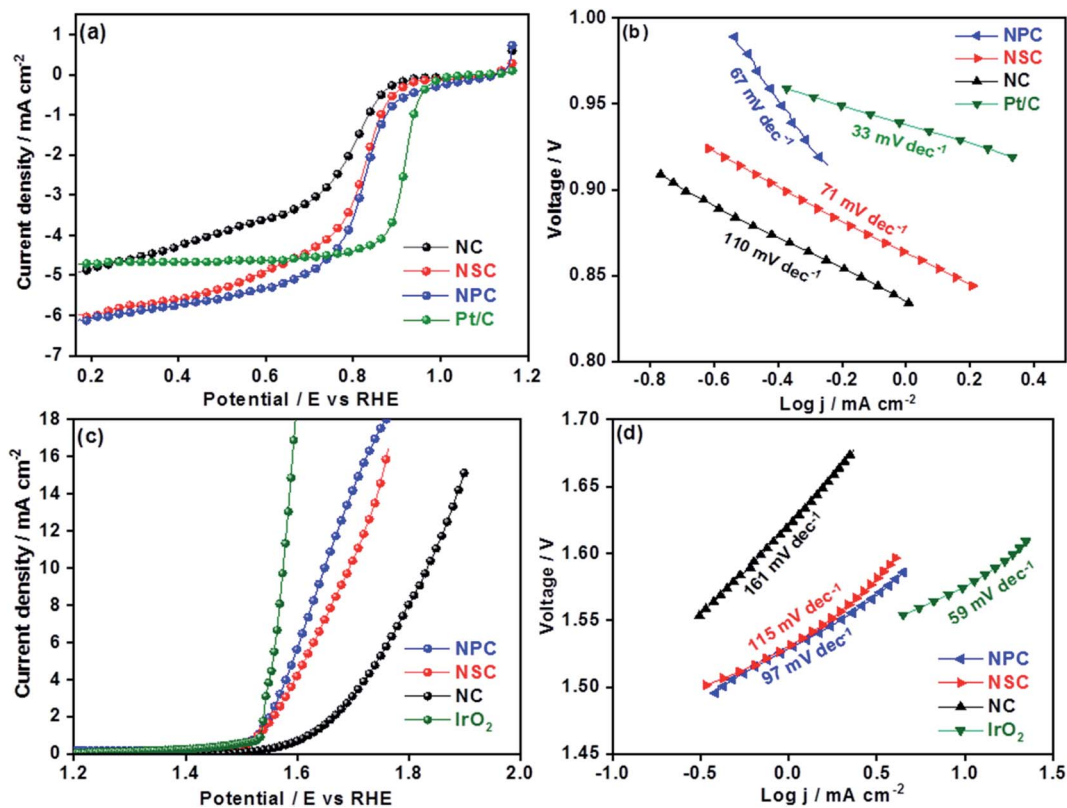 (a)
Current density / mA cm-2
1
0
-1
-2
-3
-4
-5
-6
-7
0.2 0.4 0.6 0.8 1.0 1.2
Potential / E vs RHE
NC
NSC
NPC
Pt/C
(b)
Voltage / V
1.00
0.95
0.90
0.85
0.80
-0.8 -0.6 -0.4 -0.2 0.0 0.2 0.4
Log j / mA cm-2
NPC
NSC
NC
Pt/C
67 mV dec-1
33 mV dec-1
71 mV dec-1
110 mV dec-1
(c)
Current density / mA cm-2
18
16
14
12
10
8
6
4
2
0
1.2 1.4 1.6 1.8 2.0
Potential / E vs RHE
NPC
NSC
NC
IrO2
(d)
Voltage / V
1.70
1.65
1.60
1.55
1.50
1.45
-1.0 -0.5 0.0 0.5 1.0 1.5
Log j / mA cm-2
161 mV dec-1
115 mV dec-1
97 mV dec-1
59 mV dec-1
NPC
NSC
NC
IrO2